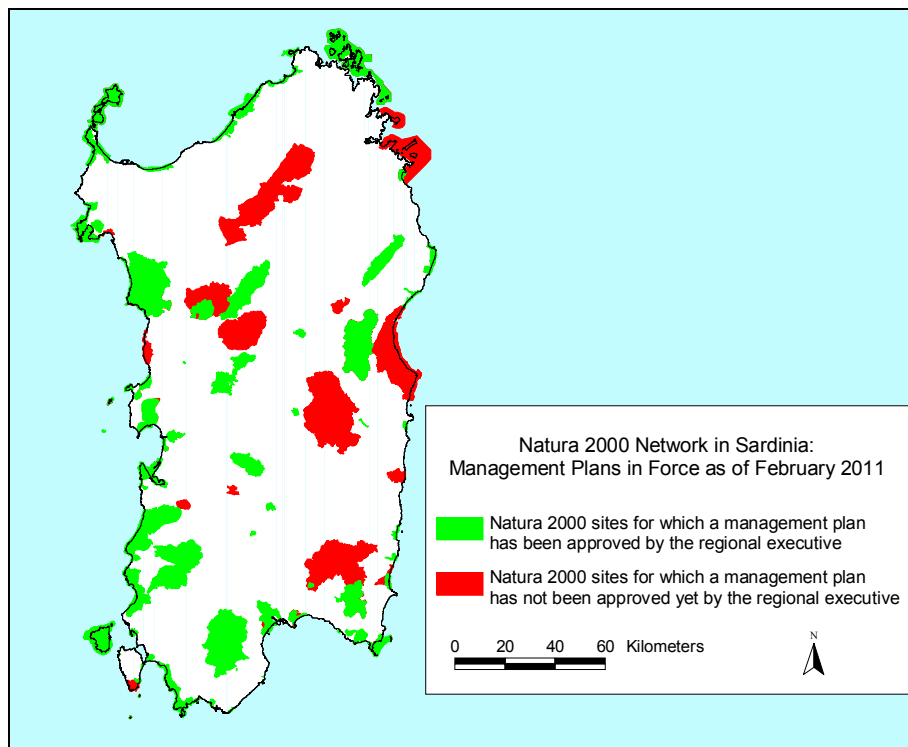 Natura 2000 Network in Sardinia:
Management Plans in Force as of February 2011
Natura 2000 sites for which a management plan
has been approved by the regional executive
Natura 2000 sites for which a management plan
has not been approved yet by the regional executive
0 20 40 60 Kilometers
N